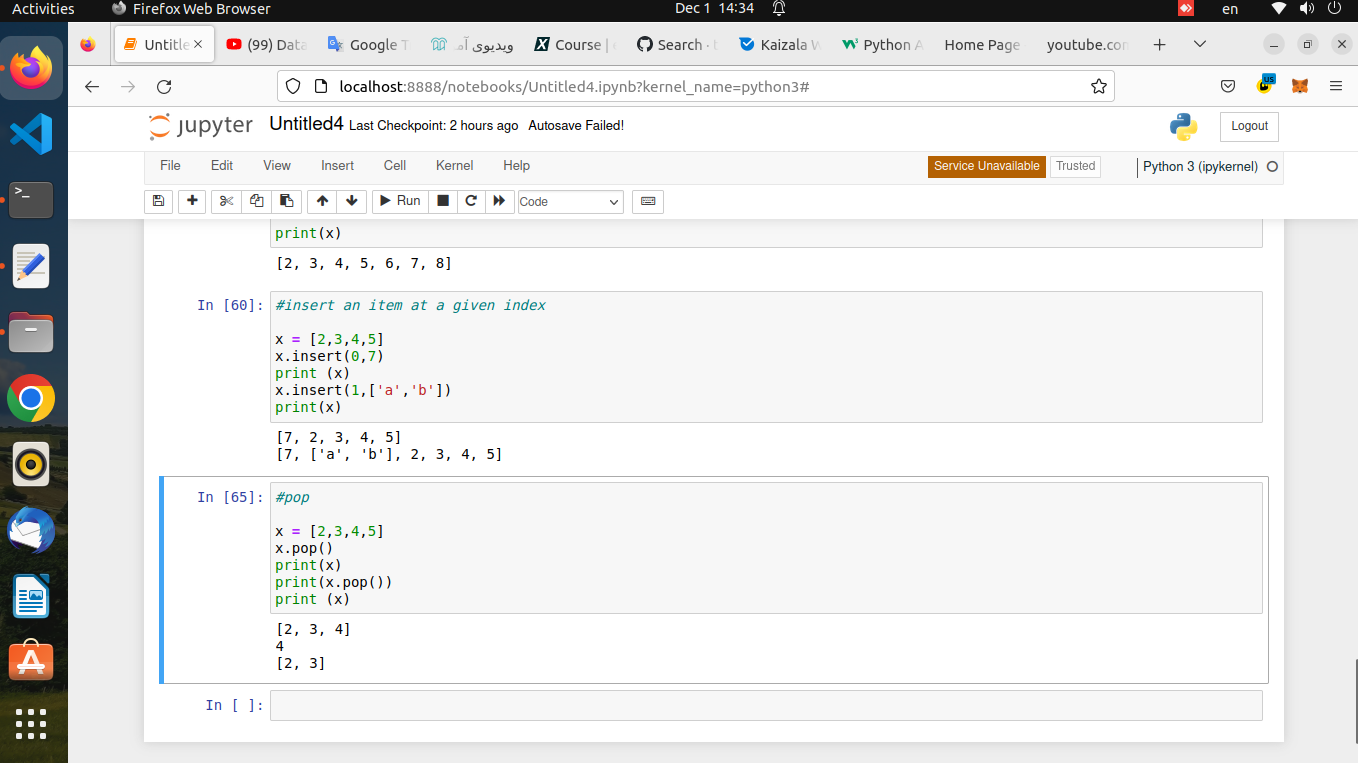 Activities Firefox Web Browser Dec 1 14:34 en
Untitle (99) Data Google T ویدیوی آم Course | Search · Kaizala W Python A Home Page youtube.com
localhost:8888/notebooks/Untitled4.ipynb?kernel_name=python3# us
jupyter Untitled4 Last Checkpoint: 2 hours ago Autosave Failed! Logout
File Edit View Insert Cell Kernel Help Service Unavailable Trusted Python 3 (ipykernel)
Run Code
print(x)
[2, 3, 4, 5, 6, 7, 8]
In [60]: #insert an item at a given index
x = [2,3,4,5]
x.insert(0,7)
print (x)
x.insert(1,['a','b'])
print(x)
[7, 2, 3, 4, 5]
[7, ['a', 'b'], 2, 3, 4, 5]
In [65]: #pop
x = [2,3,4,5]
x.pop()
print(x)
print(x.pop())
print (x)
[2, 3, 4]
4
[2, 3]
In [ ]: